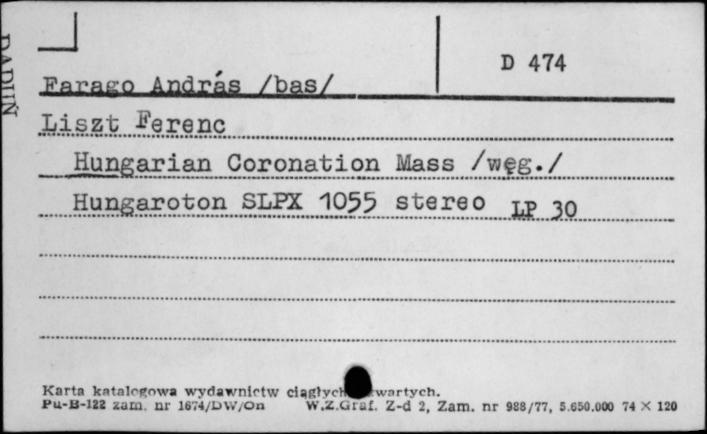 D 474
Farago András /bas/
Liszt Ferenc
Hungarian Coronation Mass /węg./
Hungaroton SLPX 1055 stereo LP 30
Karta katalogowa wydawnictw ciągłych wartych.
Pu-B-122 zam. nr 1674/DW/On W.Z.Graf. Z-d 2, Zam. nr 988/77, 5.650.000 74 × 120
RADUŃ